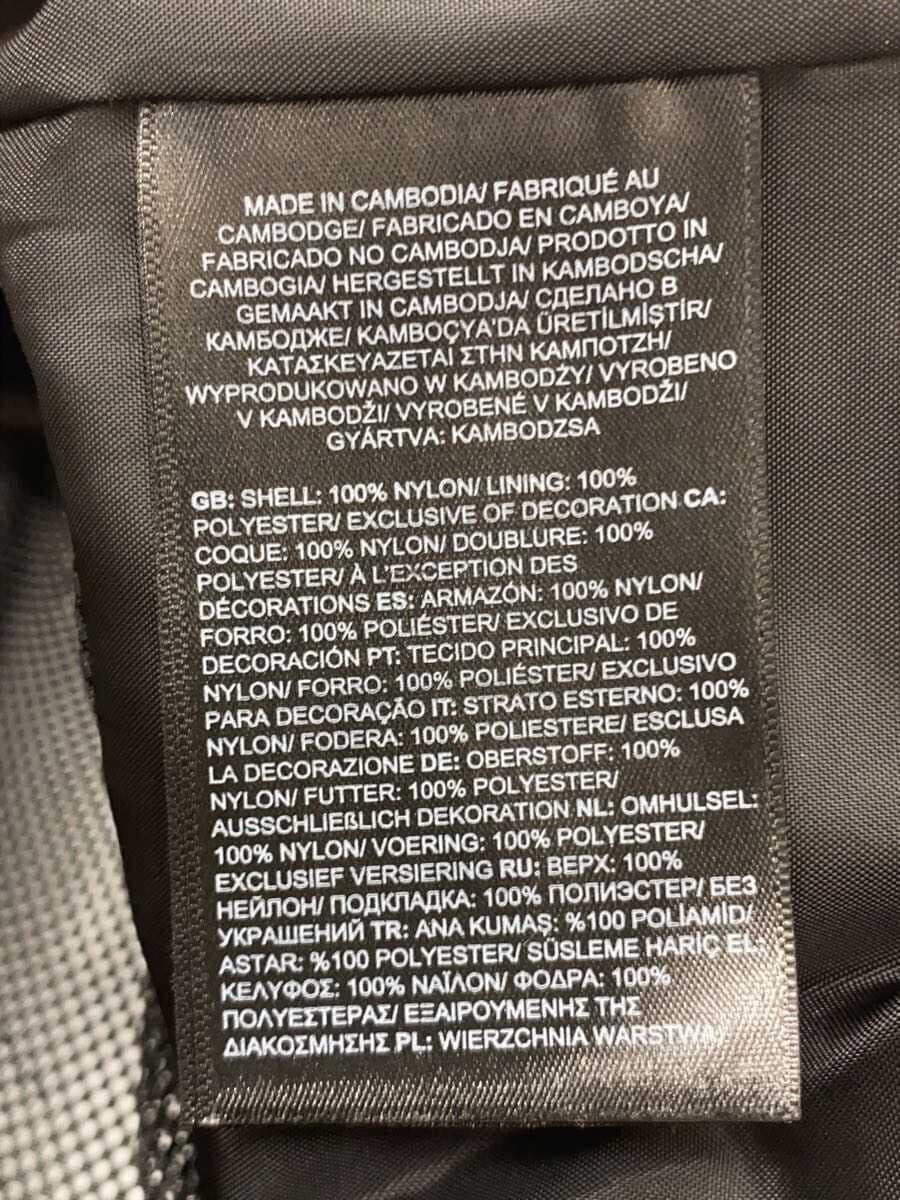 MADE IN CAMBODIA/ FABRIQUÉ AU
CAMBODGE/ FABRICADO EN CAMBOYA/
FABRICADO NO CAMBODJA/ PRODOTTO IN
CAMBOGIA/ HERGESTELLT IN KAMBODSCHA/
GEMAAKT IN CAMBODJA/ СДЕЛАНО В
КАМБОДЖЕ/ KAMBOÇYA'DA ÜRETİLMİŞTİR/
ΚΑΤΑΣΚΕΥΑΖΕΤΑΙ ΣΤΗΝ ΚΑΜΠΟΤΖΗ/
WYPRODUKOWANO W KAMBODŻY/ VYROBENO
V KAMBODŽI/ VYROBENÉ V KAMBODŽI/
GYÁRTVA: KAMBODZSA
GB: SHELL: 100% NYLON/ LINING: 100%
POLYESTER/ EXCLUSIVE OF DECORATION CA:
COQUE: 100% NYLON/ DOUBLURE: 100%
POLYESTER/ À L'EXCEPTION DES
DÉCORATIONS ES: ARMAZÓN: 100% NYLON/
FORRO: 100% POLIÉSTER/ EXCLUSIVO DE
DECORACIÓN PT: TECIDO PRINCIPAL: 100%
NYLON/ FORRO: 100% POLIÉSTER/ EXCLUSIVO
PARA DECORAÇÃO IT: STRATO ESTERNO: 100%
NYLON/ FODERA: 100% POLIESTERE/ ESCLUSA
LA DECORAZIONE DE: OBERSTOFF: 100%
NYLON/ FUTTER: 100% POLYESTER/
AUSSCHLIEßLICH DEKORATION NL: OMHULSEL:
100% NYLON/ VOERING: 100% POLYESTER/
EXCLUSIEF VERSIERING RU: ВЕРХ: 100%
НЕЙЛОН/ ПОДКЛАДКА: 100% ПОЛИЭСТЕР/ БЕЗ
УКРАШЕНИЙ TR: ANA KUMAŞ: %100 POLİAMİD/
ASTAR: %100 POLYESTER/ SÜSLEME HARİÇ EL:
ΚΕΛΥΦΟΣ: 100% ΝΑΪΛΟΝ/ ΦΟΔΡΑ: 100%
ΠΟΛΥΕΣΤΕΡΑΣ/ ΕΞΑΙΡΟΥΜΕΝΗΣ ΤΗΣ
ΔΙΑΚΟΣΜΗΣΗΣ PL: WIERZCHNIA WARSTWA: